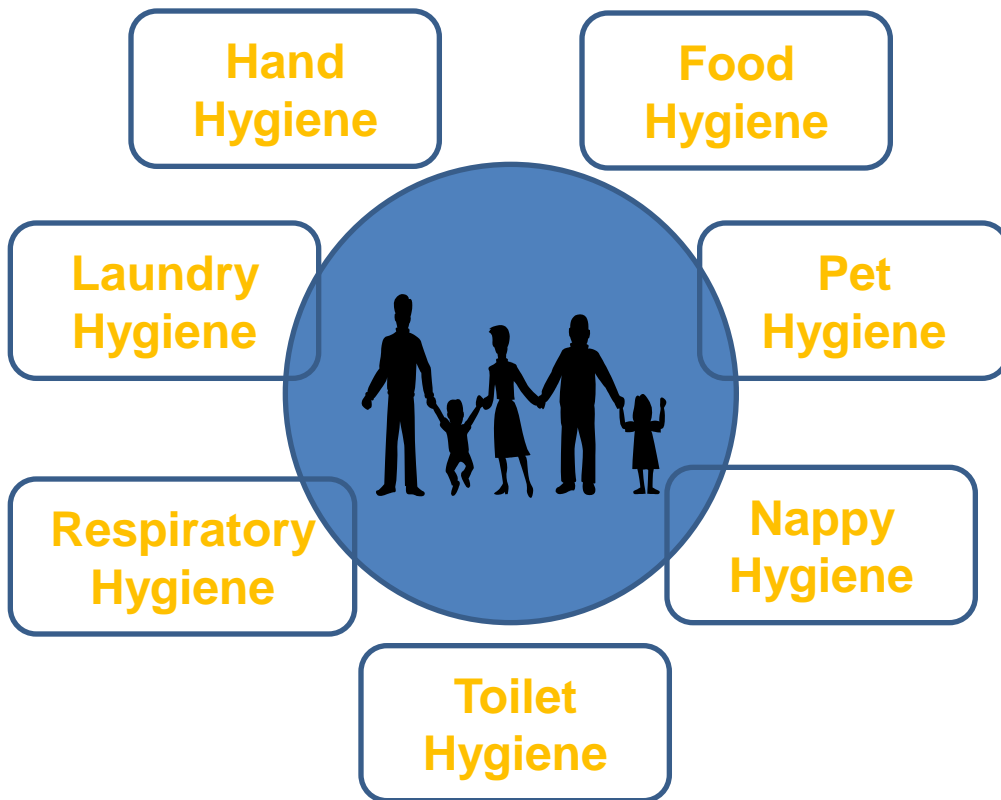 Hand
Hygiene
Food
Hygiene
Laundry
Hygiene
Pet
Hygiene
Respiratory
Hygiene
Nappy
Hygiene
Toilet
Hygiene